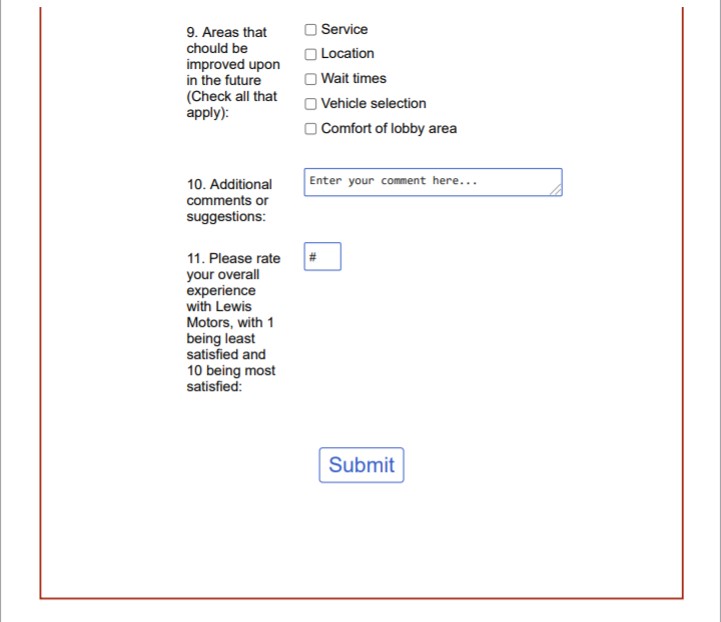 9. Areas that
chould be
improved upon
in the future
(Check all that
apply):
Service
Location
Wait times
Vehicle selection
Comfort of lobby area
10. Additional
comments or
suggestions:
Enter your comment here...
11. Please rate
your overall
experience
with Lewis
Motors, with 1
being least
satisfied and
10 being most
satisfied:
#
Submit